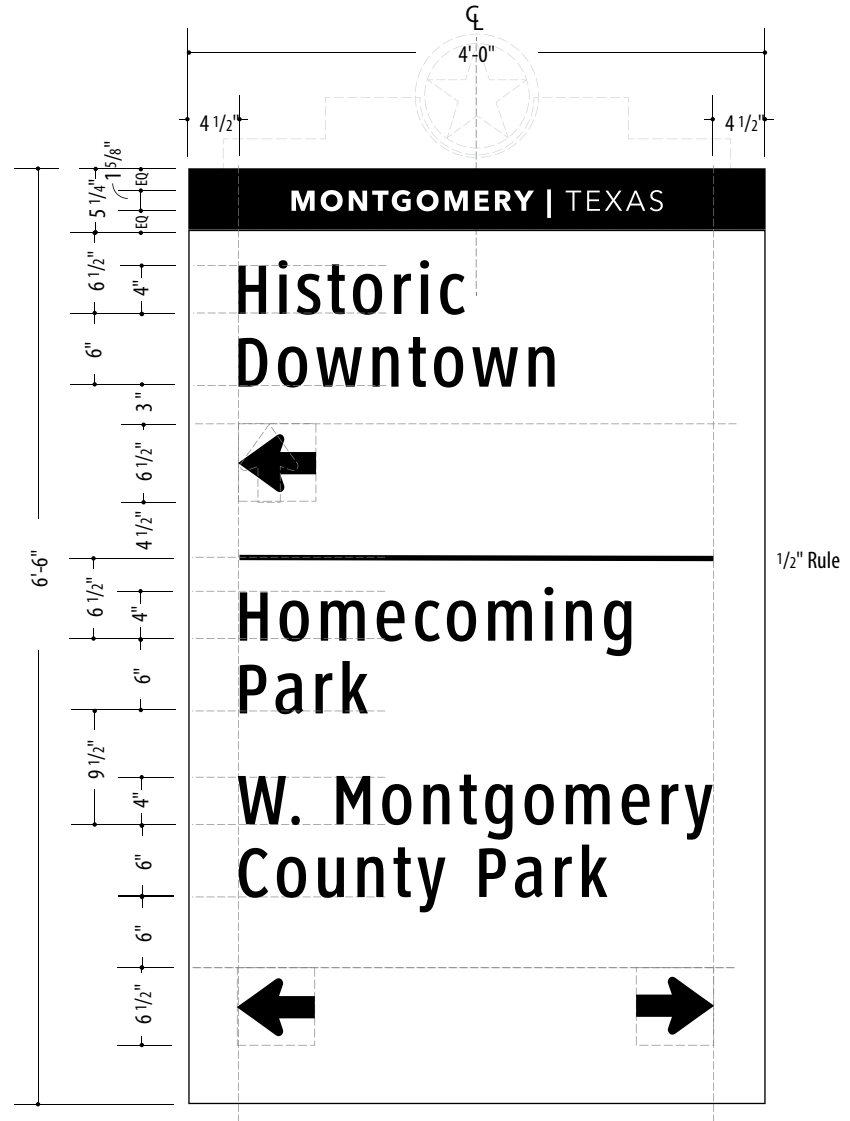 ℄
4'-0"
4 1/2"
4 1/2"
1 5/8"
EQ
5 1/4"
EQ
MONTGOMERY | TEXAS
6 1/2"
4"
Historic
6"
Downtown
3 "
6 1/2"
4 1/2"
6'-6"
1/2" Rule
6 1/2"
4"
Homecoming
6"
Park
9 1/2"
4"
W. Montgomery
6"
County Park
6"
6 1/2"